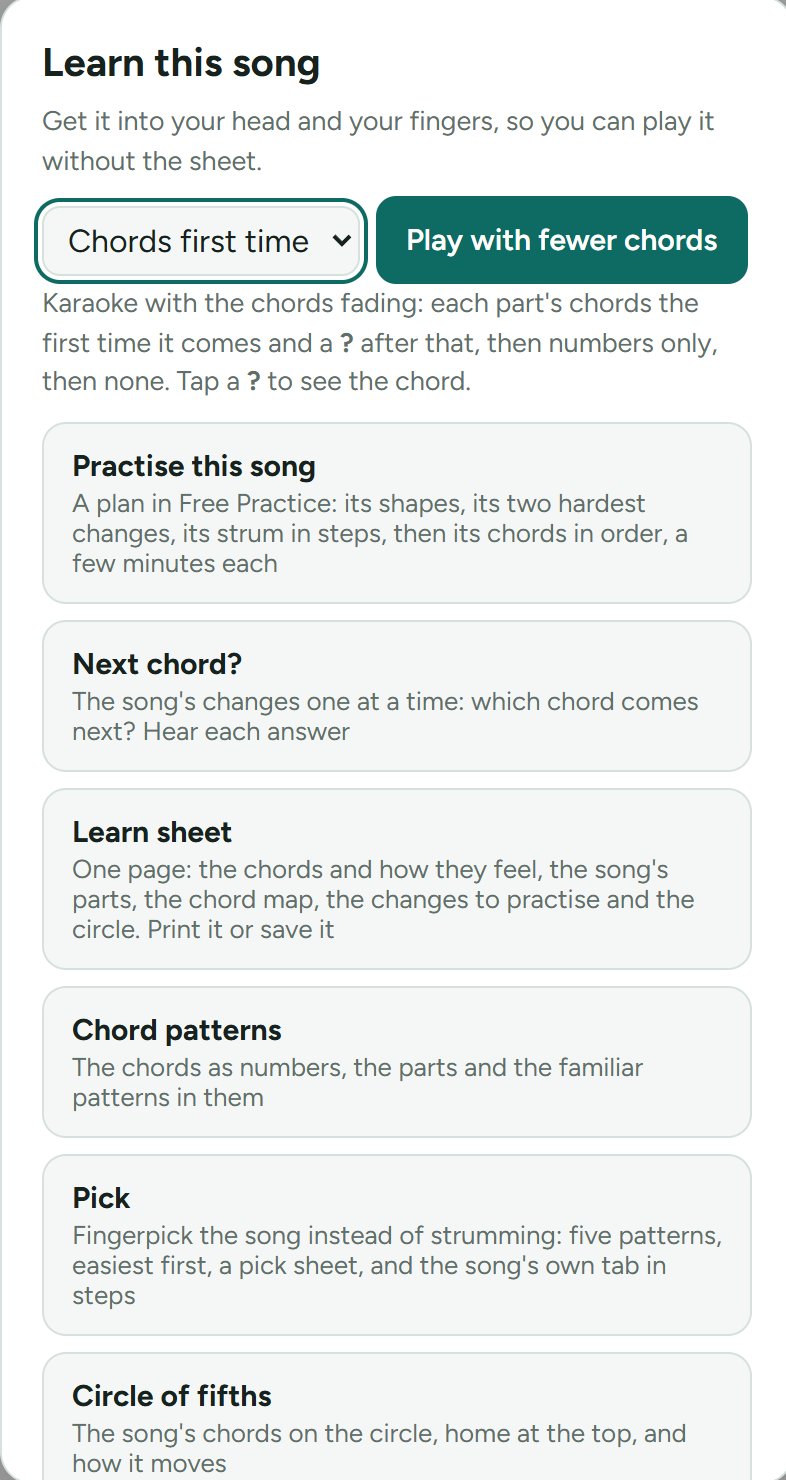 Learn this song
Get it into your head and your fingers, so you can play it
without the sheet.
Chords first time
Play with fewer chords
Karaoke with the chords fading: each part's chords the
first time it comes and a ? after that, then numbers only,
then none. Tap a ? to see the chord.
Practise this song
A plan in Free Practice: its shapes, its two hardest
changes, its strum in steps, then its chords in order, a
few minutes each
Next chord?
The song's changes one at a time: which chord comes
next? Hear each answer
Learn sheet
One page: the chords and how they feel, the song's
parts, the chord map, the changes to practise and the
circle. Print it or save it
Chord patterns
The chords as numbers, the parts and the familiar
patterns in them
Pick
Fingerpick the song instead of strumming: five patterns,
easiest first, a pick sheet, and the song's own tab in
steps
Circle of fifths
The song's chords on the circle, home at the top, and
how it moves